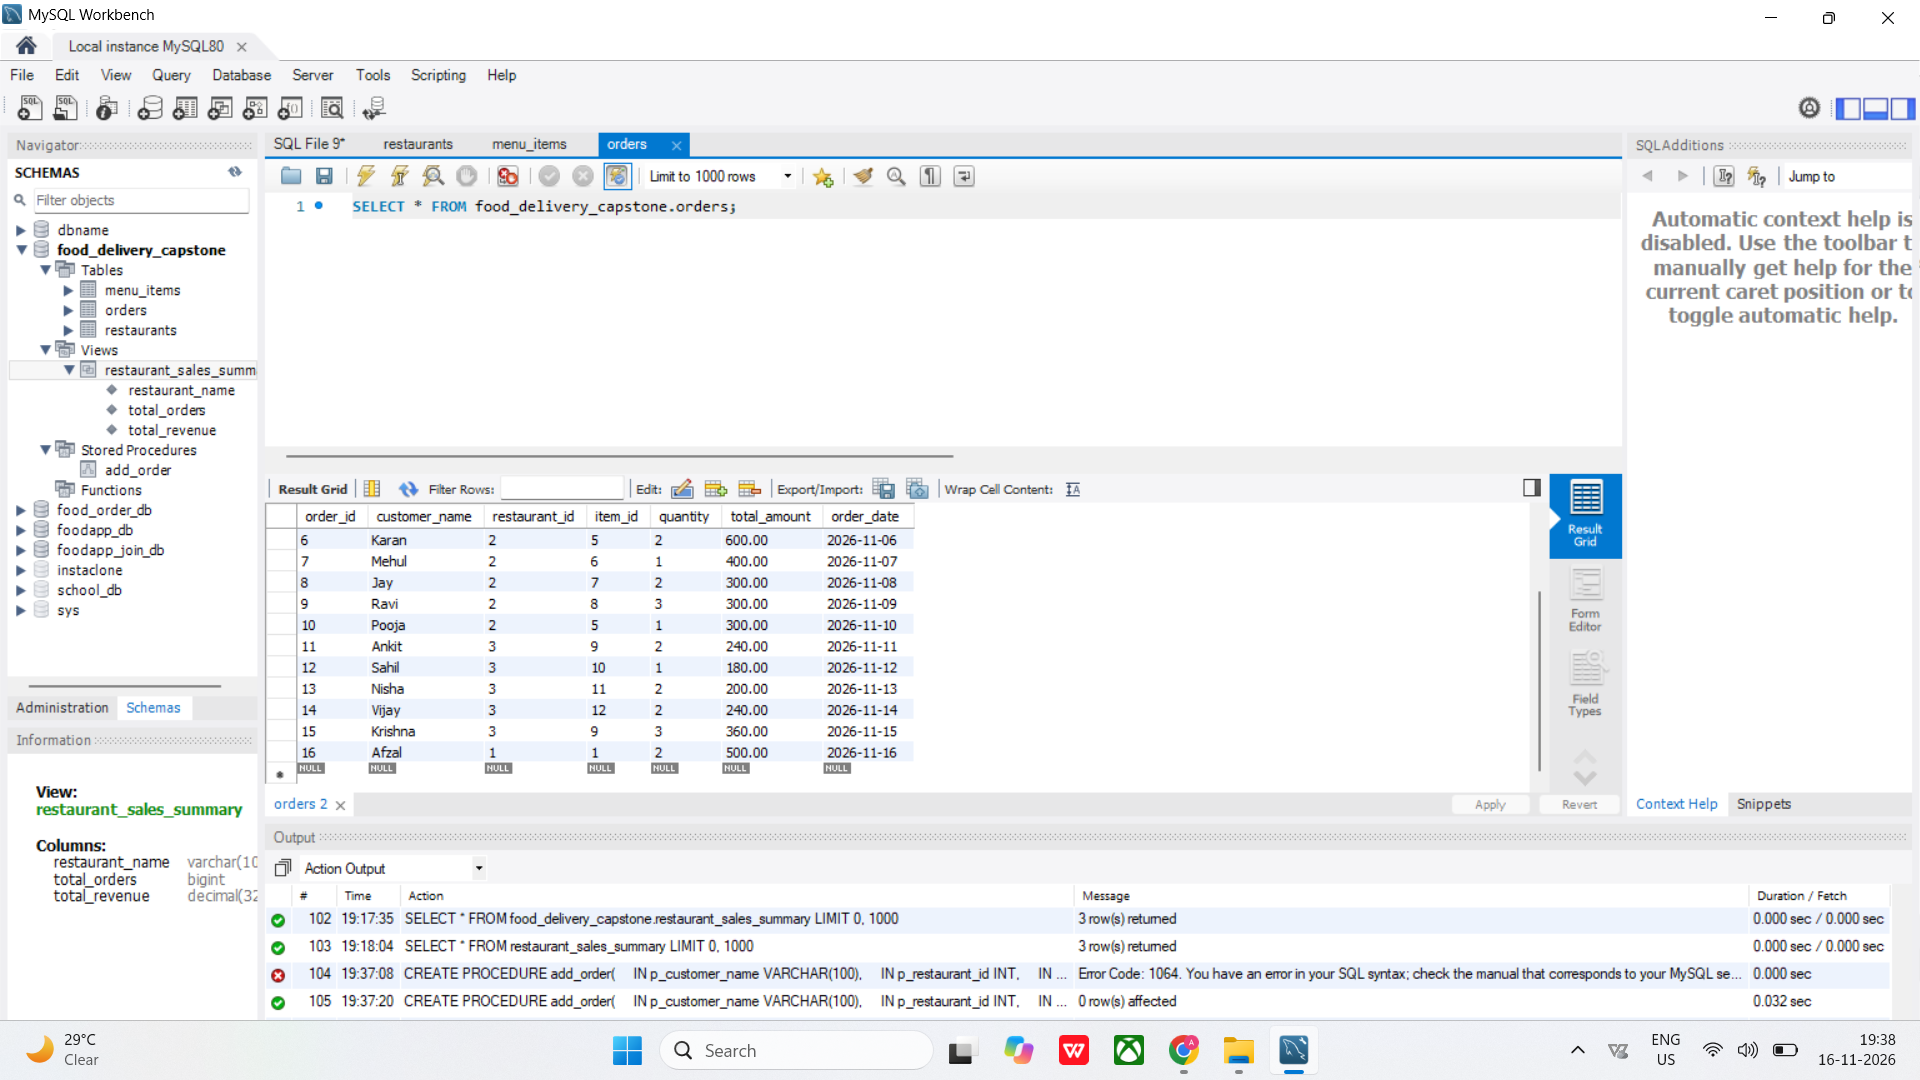 MySQL Workbench
Local instance MySQL80
File Edit View Query Database Server Tools Scripting Help
Navigator
SCHEMAS
Filter objects
dbname
food_delivery_capstone
Tables
menu_items
orders
restaurants
Views
restaurant_sales_summ
restaurant_name
total_orders
total_revenue
Stored Procedures
add_order
Functions
food_order_db
foodapp_db
foodapp_join_db
instaclone
school_db
sys
Administration Schemas
Information
View:
restaurant_sales_summary
Columns:
restaurant_name varchar(10
total_orders bigint
total_revenue decimal(32
SQL File 9* restaurants menu_items orders
Limit to 1000 rows
1 SELECT * FROM food_delivery_capstone.orders;
Result Grid Filter Rows: Edit: Export/Import: Wrap Cell Content:
order_id customer_name restaurant_id item_id quantity total_amount order_date
6 Karan 2 5 2 600.00 2026-11-06
7 Mehul 2 6 1 400.00 2026-11-07
8 Jay 2 7 2 300.00 2026-11-08
9 Ravi 2 8 3 300.00 2026-11-09
10 Pooja 2 5 1 300.00 2026-11-10
11 Ankit 3 9 2 240.00 2026-11-11
12 Sahil 3 10 1 180.00 2026-11-12
13 Nisha 3 11 2 200.00 2026-11-13
14 Vijay 3 12 2 240.00 2026-11-14
15 Krishna 3 9 3 360.00 2026-11-15
16 Afzal 1 1 2 500.00 2026-11-16
NULL NULL NULL NULL NULL NULL NULL
Result
Grid
Form
Editor
Field
Types
orders 2
Apply Revert
SQLAdditions
Jump to
Automatic context help is
disabled. Use the toolbar t
manually get help for the
current caret position or to
toggle automatic help.
Context Help Snippets
Output
Action Output
# Time Action Message Duration / Fetch
102 19:17:35 SELECT * FROM food_delivery_capstone.restaurant_sales_summary LIMIT 0, 1000 3 row(s) returned 0.000 sec / 0.000 sec
103 19:18:04 SELECT * FROM restaurant_sales_summary LIMIT 0, 1000 3 row(s) returned 0.000 sec / 0.000 sec
104 19:37:08 CREATE PROCEDURE add_order( IN p_customer_name VARCHAR(100), IN p_restaurant_id INT, IN ... Error Code: 1064. You have an error in your SQL syntax; check the manual that corresponds to your MySQL se... 0.000 sec
105 19:37:20 CREATE PROCEDURE add_order( IN p_customer_name VARCHAR(100), IN p_restaurant_id INT, IN ... 0 row(s) affected 0.032 sec
29°C
Clear
Search
ENG
US
19:38
16-11-2026